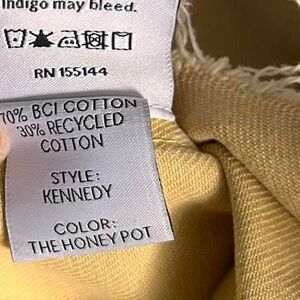 Indigo may bleed.
RN 155144
70% BCI COTTON
30% RECYCLED
COTTON
STYLE:
KENNEDY
COLOR:
THE HONEY POT